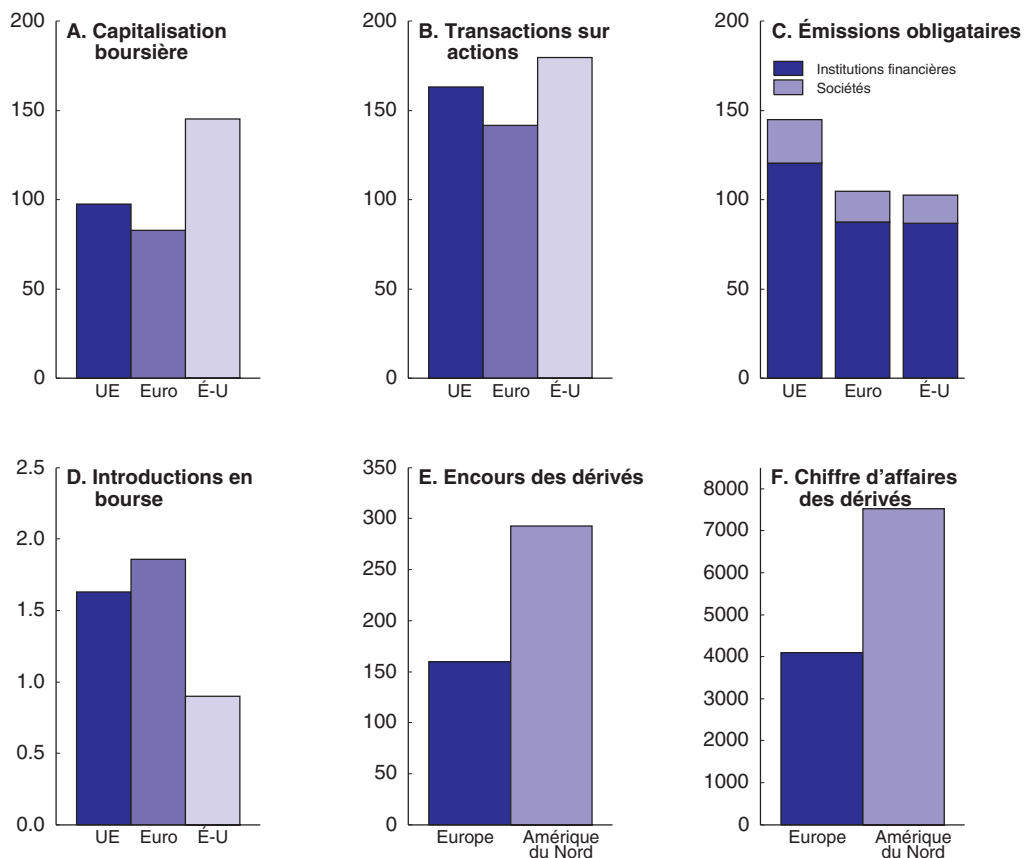 A. Capitalisation
boursière
200
150
100
50
0
UE Euro É-U
B. Transactions sur
actions
200
150
100
50
0
UE Euro É-U
C. Émissions obligataires
Institutions financières
Sociétés
200
150
100
50
0
UE Euro É-U
D. Introductions en
bourse
2.5
2.0
1.5
1.0
0.5
0.0
UE Euro É-U
E. Encours des dérivés
350
300
250
200
150
100
50
0
Europe Amérique
du Nord
F. Chiffre d'affaires
des dérivés
8000
7000
6000
5000
4000
3000
2000
1000
0
Europe Amérique
du Nord